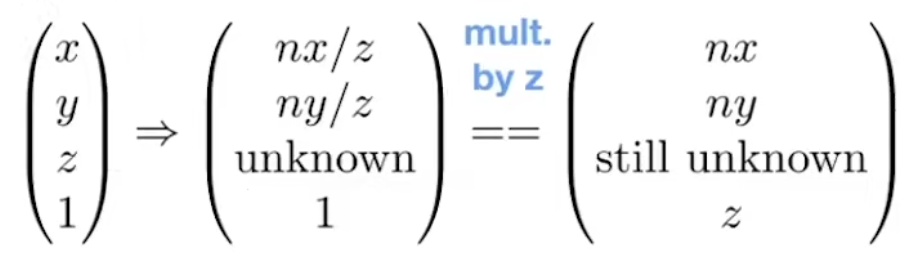 x nx/z mult. nx
y ny/z by z ny
⇒ ==
z unknown still unknown
1 1 z